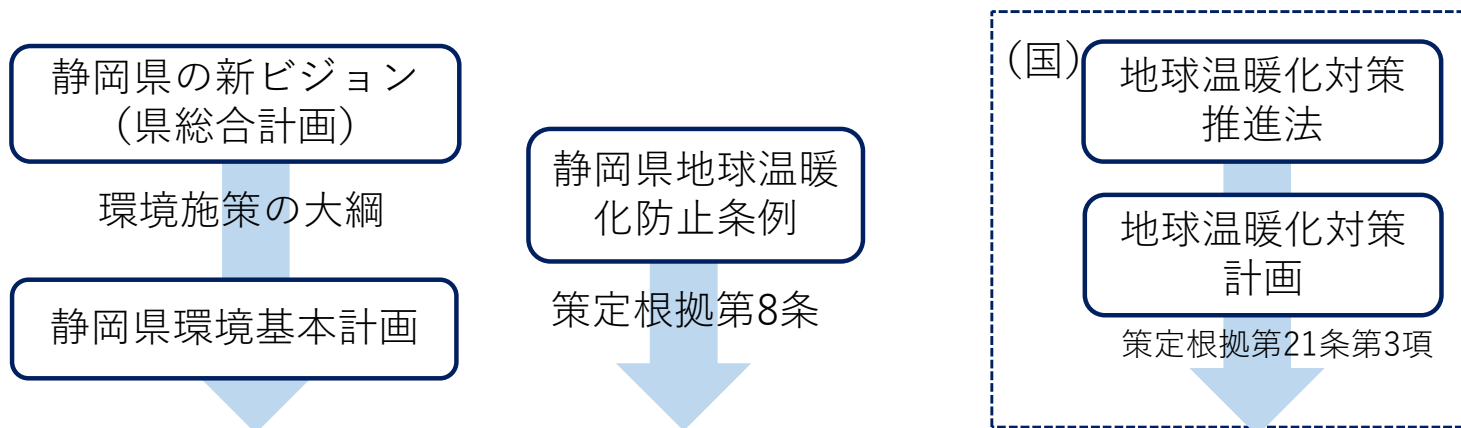 静岡県の新ビジョン
(県総合計画)
環境施策の大綱
静岡県環境基本計画
静岡県地球温暖
化防止条例
策定根拠第8条
(国)
地球温暖化対策
推進法
地球温暖化対策
計画
策定根拠第21条第3項